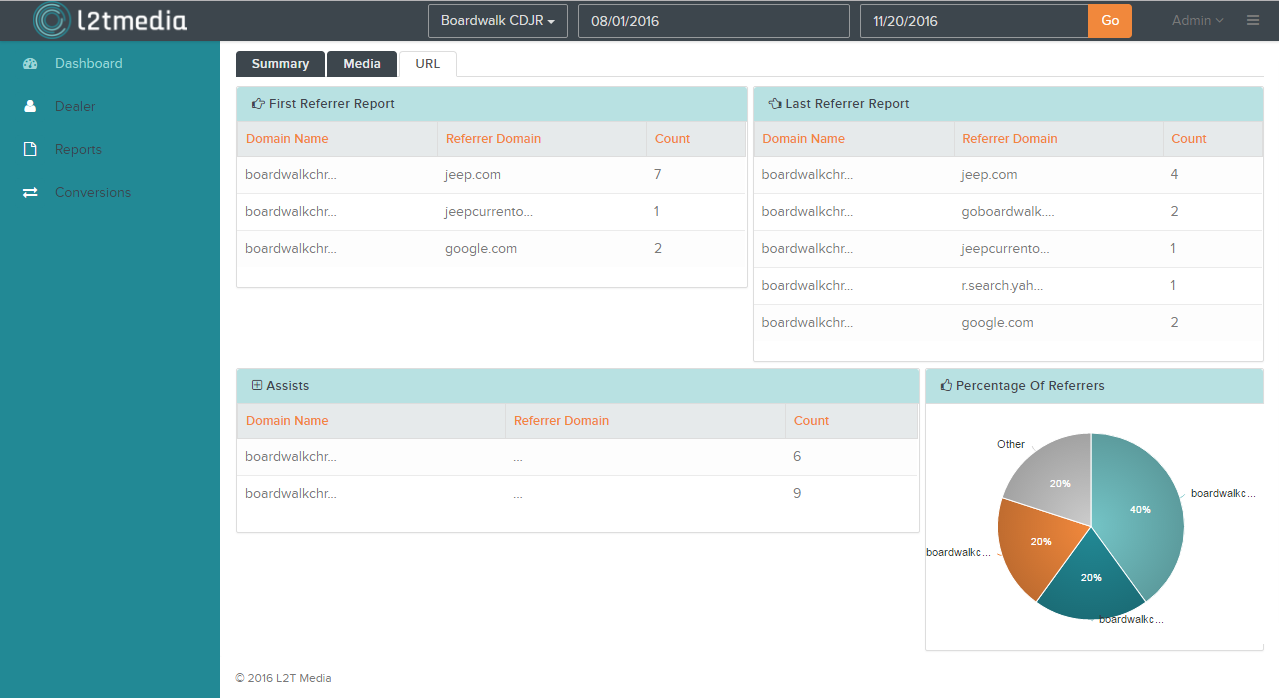 l2tmedia Boardwalk CDJR 08/01/2016 11/20/2016 Go Admin
Dashboard
Dealer
Reports
Conversions
Summary Media URL
First Referrer Report
Domain Name Referrer Domain Count
boardwalkchr... jeep.com 7
boardwalkchr... jeepcurrento... 1
boardwalkchr... google.com 2
Last Referrer Report
Domain Name Referrer Domain Count
boardwalkchr... jeep.com 4
boardwalkchr... goboardwalk.... 2
boardwalkchr... jeepcurrento... 1
boardwalkchr... r.search.yah... 1
boardwalkchr... google.com 2
Assists
Domain Name Referrer Domain Count
boardwalkchr... ... 6
boardwalkchr... ... 9
Percentage Of Referrers
Other
20%
boardwalkc...
40%
20%
boardwalkc...
20%
boardwalkc...
© 2016 L2T Media